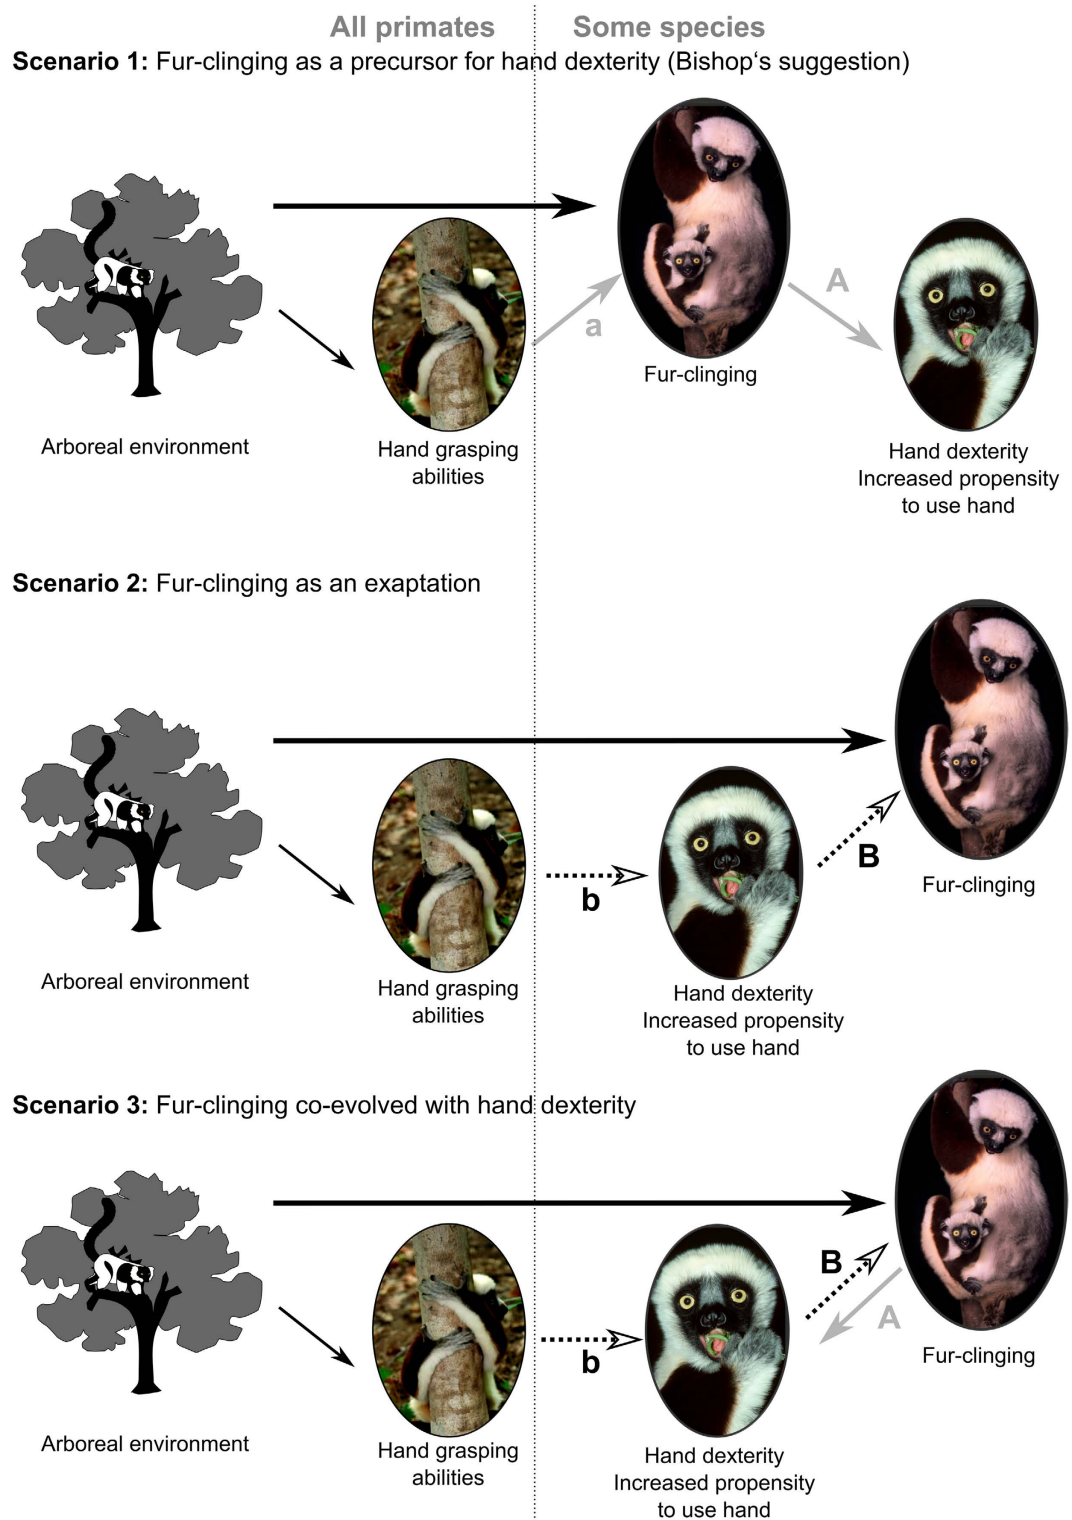 All primates Some species
Scenario 1: Fur-clinging as a precursor for hand dexterity (Bishop's suggestion)
a
A
Fur-clinging
Arboreal environment
Hand grasping
abilities
Hand dexterity
Increased propensity
to use hand
Scenario 2: Fur-clinging as an exaptation
b
B
Fur-clinging
Arboreal environment
Hand grasping
abilities
Hand dexterity
Increased propensity
to use hand
Scenario 3: Fur-clinging co-evolved with hand dexterity
b
B
A
Fur-clinging
Arboreal environment
Hand grasping
abilities
Hand dexterity
Increased propensity
to use hand